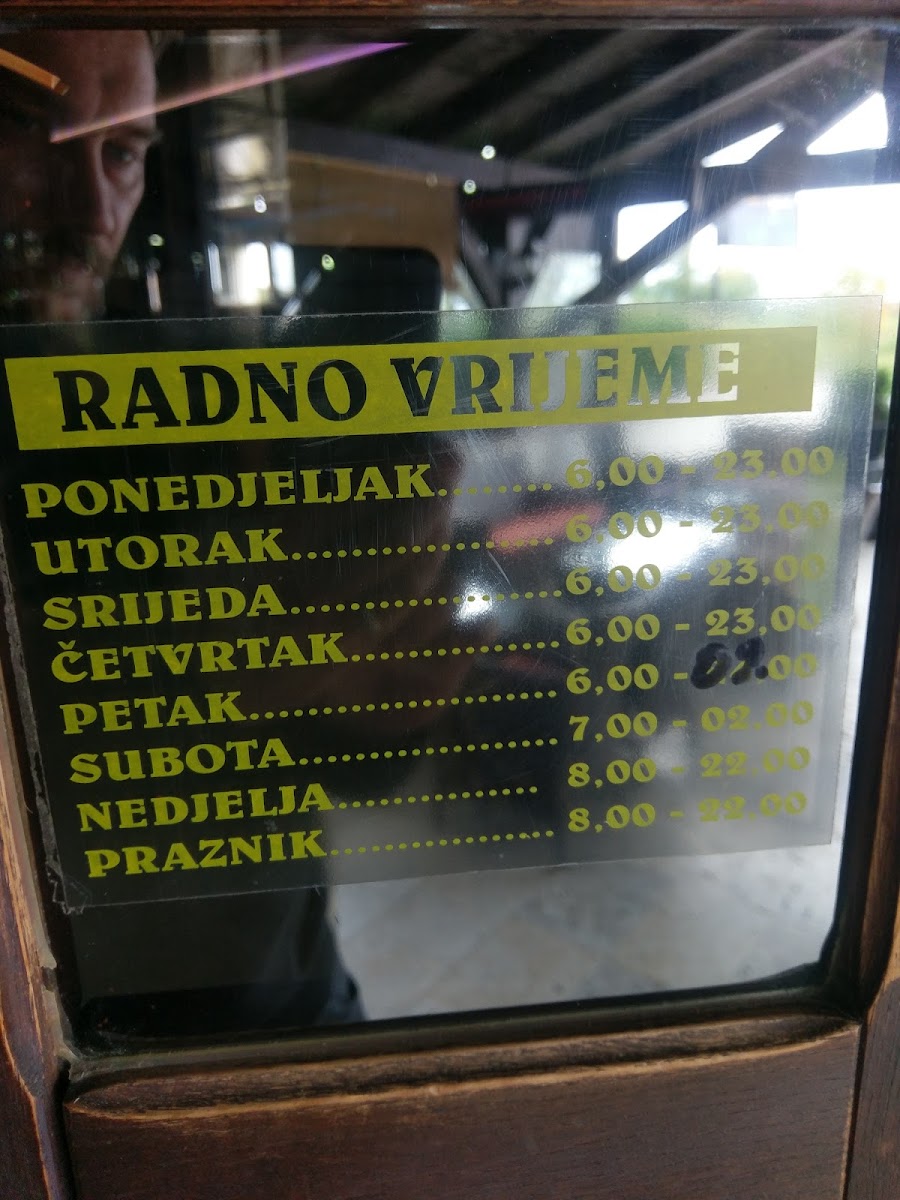 RADNO VRIJEME
PONEDJELJAK........ 6,00 - 23.00
UTORAK.................. 6,00 - 23.00
SRIJEDA..................6,00 - 23,00
ČETVRTAK..............6,00 - 23,00
PETAK..................... 6,00 -01.00
SUBOTA.................. 7,00 - 02.00
NEDJELJA............... 8,00 - 22.00
PRAZNIK................. 8,00 - 22.00